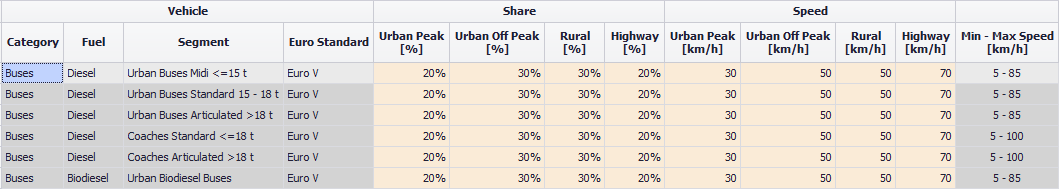 Vehicle Share Speed
Category Fuel Segment Euro Standard Urban Peak [%] Urban Off Peak [%] Rural [%] Highway [%] Urban Peak [km/h] Urban Off Peak [km/h] Rural [km/h] Highway [km/h] Min - Max Speed [km/h]
Buses Diesel Urban Buses Midi <=15 t Euro V 20% 30% 30% 20% 30 50 50 70 5 - 85
Buses Diesel Urban Buses Standard 15 - 18 t Euro V 20% 30% 30% 20% 30 50 50 70 5 - 85
Buses Diesel Urban Buses Articulated >18 t Euro V 20% 30% 30% 20% 30 50 50 70 5 - 85
Buses Diesel Coaches Standard <=18 t Euro V 20% 30% 30% 20% 30 50 50 70 5 - 100
Buses Diesel Coaches Articulated >18 t Euro V 20% 30% 30% 20% 30 50 50 70 5 - 100
Buses Biodiesel Urban Biodiesel Buses Euro V 20% 30% 30% 20% 30 50 50 70 5 - 85